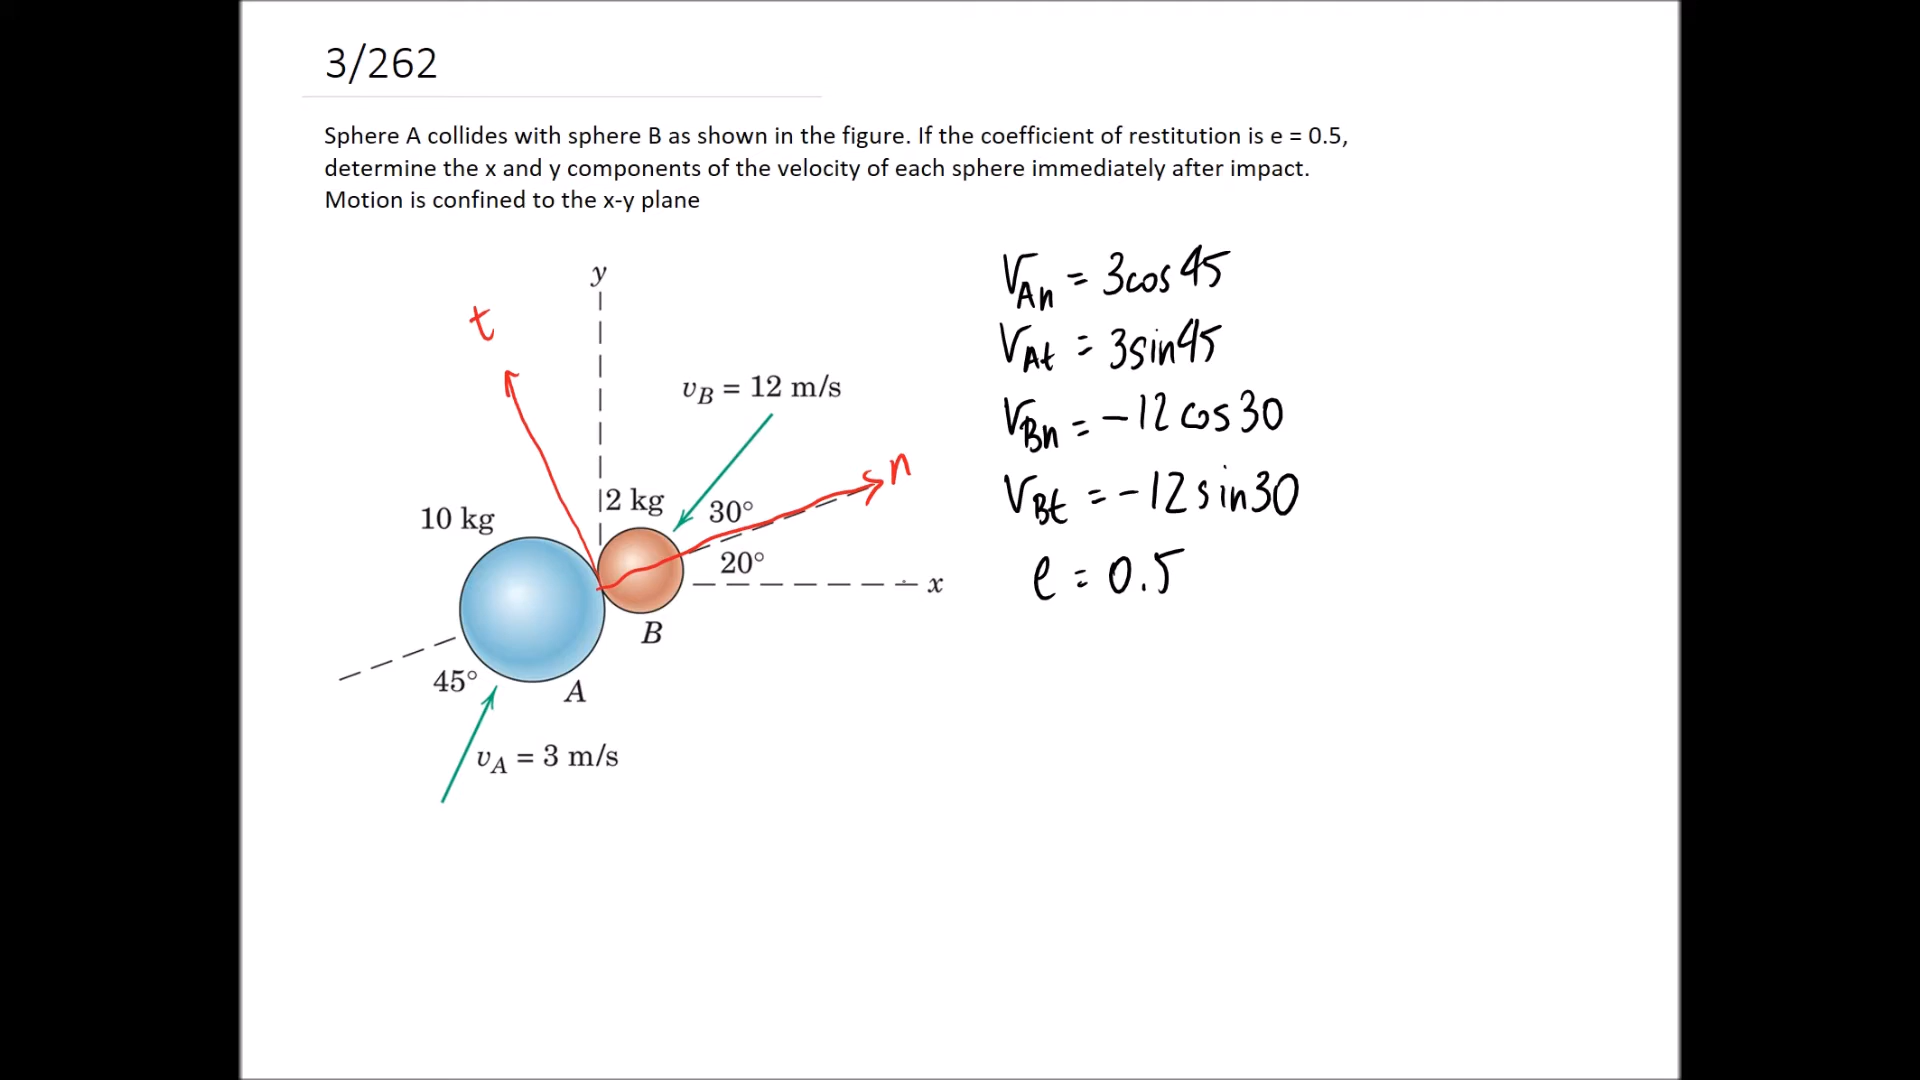 3/262
Sphere A collides with sphere B as shown in the figure. If the coefficient of restitution is e = 0.5,
determine the x and y components of the velocity of each sphere immediately after impact.
Motion is confined to the x-y plane
y
t
v_B = 12 m/s
n
2 kg
30°
10 kg
20°
x
B
45°
A
v_A = 3 m/s
V_An = 3cos45
V_At = 3sin45
V_Bn = -12 cos30
V_Bt = -12sin30
e = 0.5